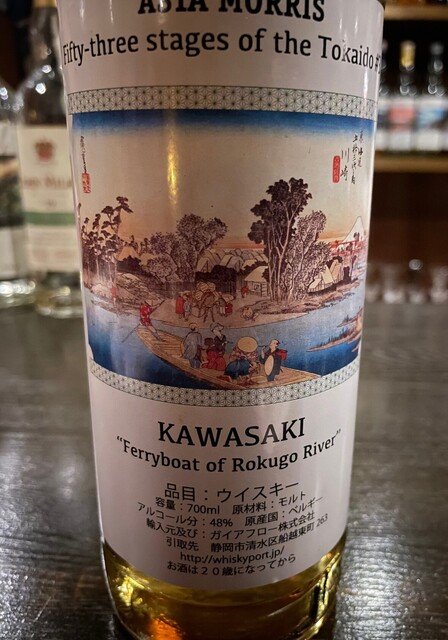 ASIA MORRIS
Fifty-three stages of the Tokaido #
川崎
KAWASAKI
“Ferryboat of Rokugo River”
品目：ウイスキー
容量：700ml 原材料：モルト
アルコール分：48% 原産国：ベルギー
輸入元及び：ガイアフロー株式会社
引取先 静岡市清水区船越東町 263
http://whiskyport.jp/
お酒は２０歳になってから